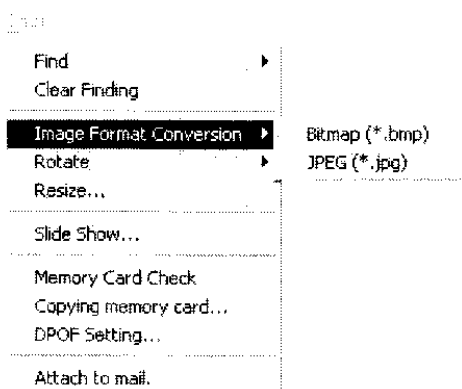 Find
Clear Finding
Image Format Conversion
Bitmap (*.bmp)
Rotate
JPEG (*.jpg)
Resize...
Slide Show...
Memory Card Check
Copying memory card...
DPOF Setting...
Attach to mail.